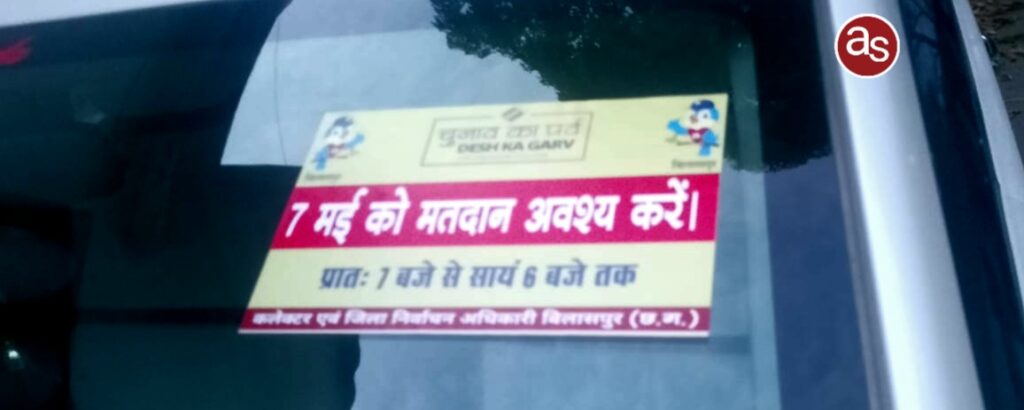 as
चुनाव का पर्व
DESH KA GARV
7 मई को मतदान अवश्य करें।
प्रातः 7 बजे से सायं 6 बजे तक
कलेक्टर एवं जिला निर्वाचन अधिकारी बिलासपुर (छ.ग.)